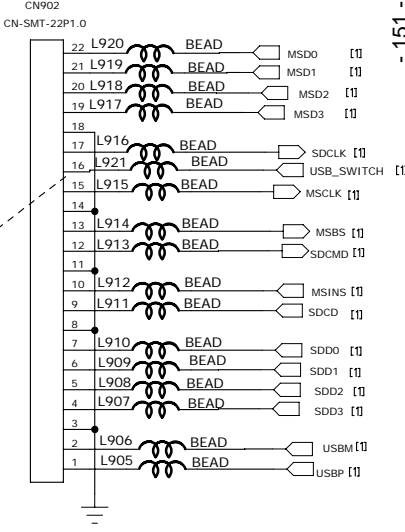 CN902
CN-SMT-22P1.0
- 151 -
22 L920 BEAD MSD0 [1]
21 L919 BEAD MSD1 [1]
20 L918 BEAD MSD2 [1]
19 L917 BEAD MSD3 [1]
18
17 L916 BEAD SDCLK [1]
16 L921 BEAD USB_SWITCH [1]
15 L915 BEAD MSCLK [1]
14
13 L914 BEAD MSBS [1]
12 L913 BEAD SDCMD [1]
11
10 L912 BEAD MSINS [1]
9 L911 BEAD SDCD [1]
8
7 L910 BEAD SDD0 [1]
6 L909 BEAD SDD1 [1]
5 L908 BEAD SDD2 [1]
4 L907 BEAD SDD3 [1]
3
2 L906 BEAD USBM [1]
1 L905 BEAD USBP [1]